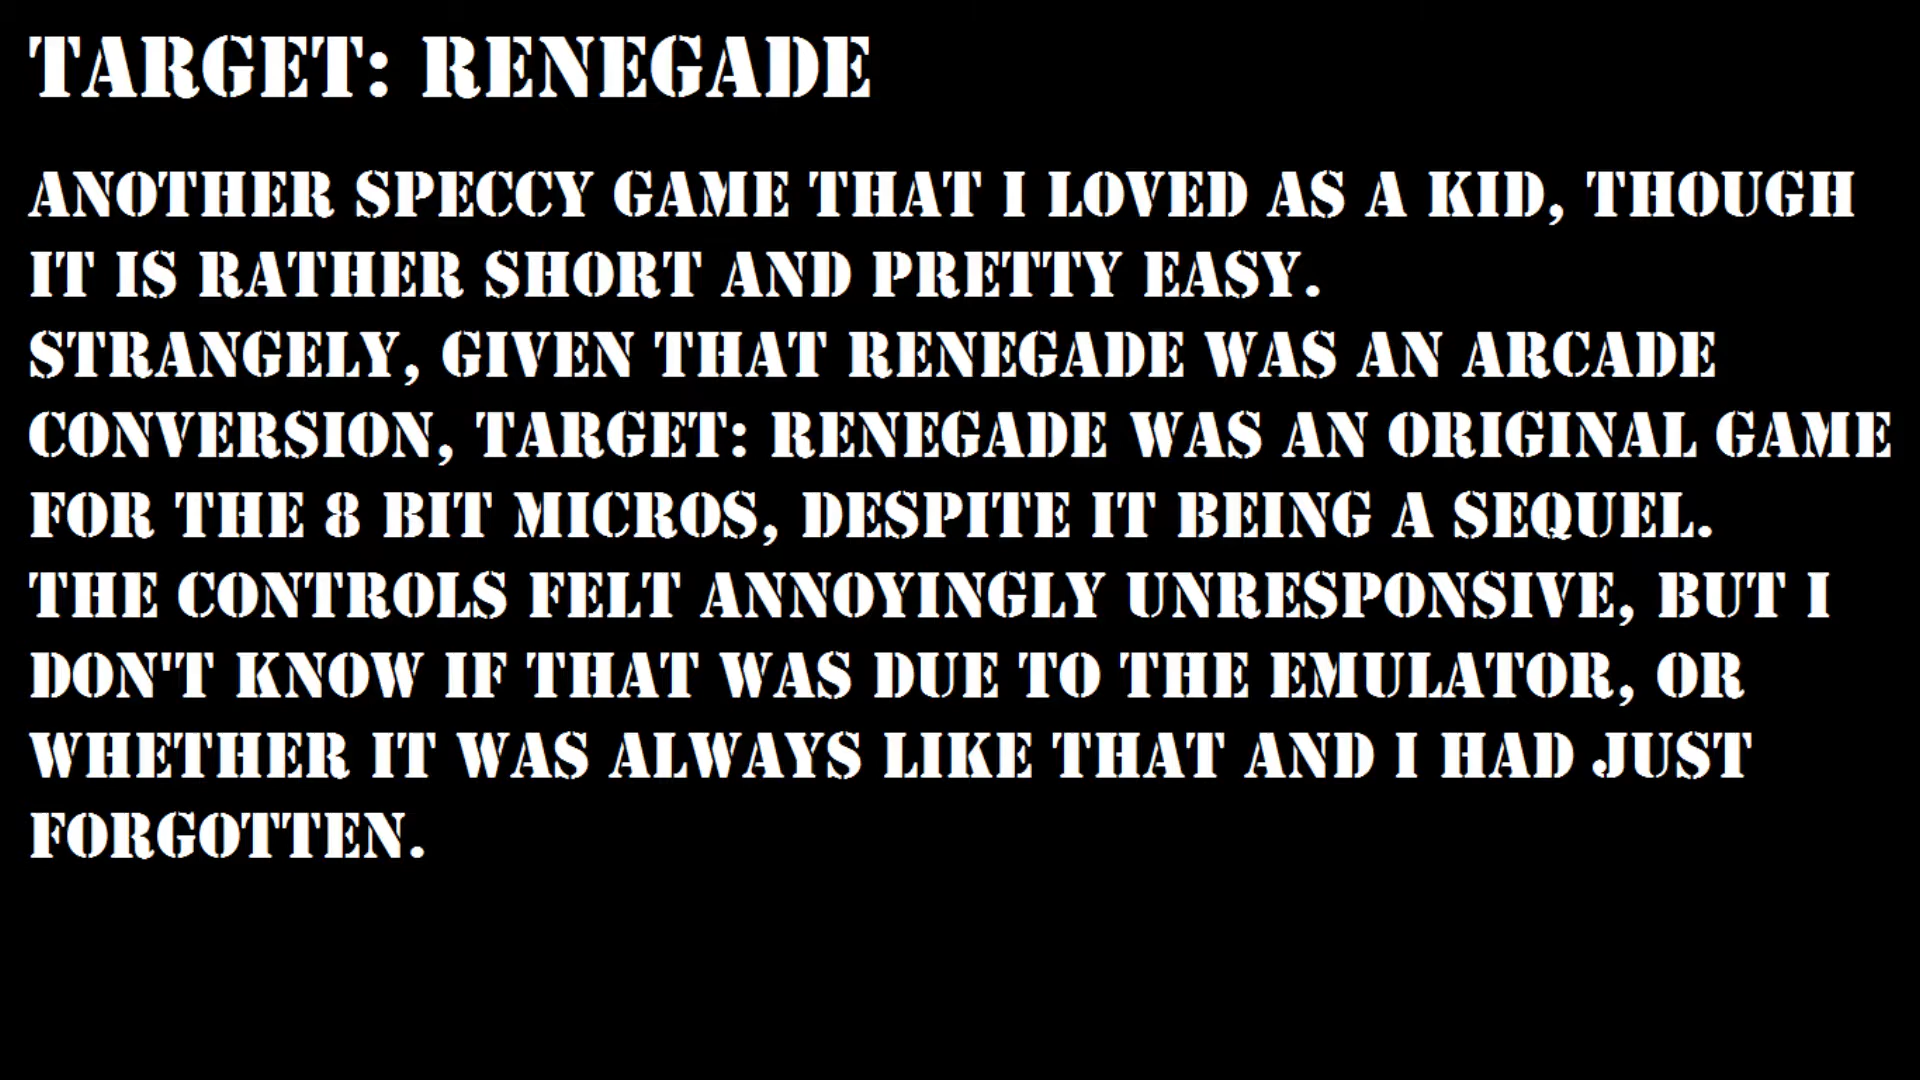 TARGET: RENEGADE
ANOTHER SPECCY GAME THAT I LOVED AS A KID, THOUGH
IT IS RATHER SHORT AND PRETTY EASY.
STRANGELY, GIVEN THAT RENEGADE WAS AN ARCADE
CONVERSION, TARGET: RENEGADE WAS AN ORIGINAL GAME
FOR THE 8 BIT MICROS, DESPITE IT BEING A SEQUEL.
THE CONTROLS FELT ANNOYINGLY UNRESPONSIVE, BUT I
DON'T KNOW IF THAT WAS DUE TO THE EMULATOR, OR
WHETHER IT WAS ALWAYS LIKE THAT AND I HAD JUST
FORGOTTEN.